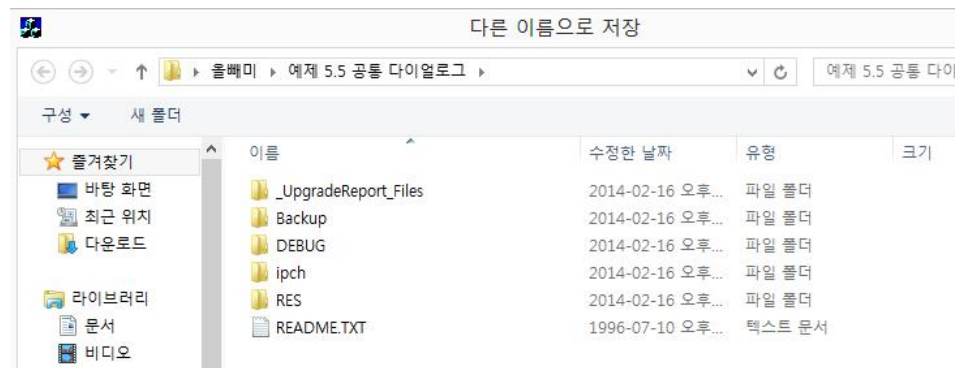 다른 이름으로 저장
올빼미 예제 5.5 공통 다이얼로그 예제 5.5 공통 다이
구성 새 폴더
이름 수정한 날짜 유형 크기
즐겨찾기
바탕 화면
최근 위치
다운로드
라이브러리
문서
비디오
_UpgradeReport_Files 2014-02-16 오후... 파일 폴더
Backup 2014-02-16 오후... 파일 폴더
DEBUG 2014-02-16 오후... 파일 폴더
ipch 2014-02-16 오후... 파일 폴더
RES 2014-02-16 오후... 파일 폴더
README.TXT 1996-07-10 오후... 텍스트 문서